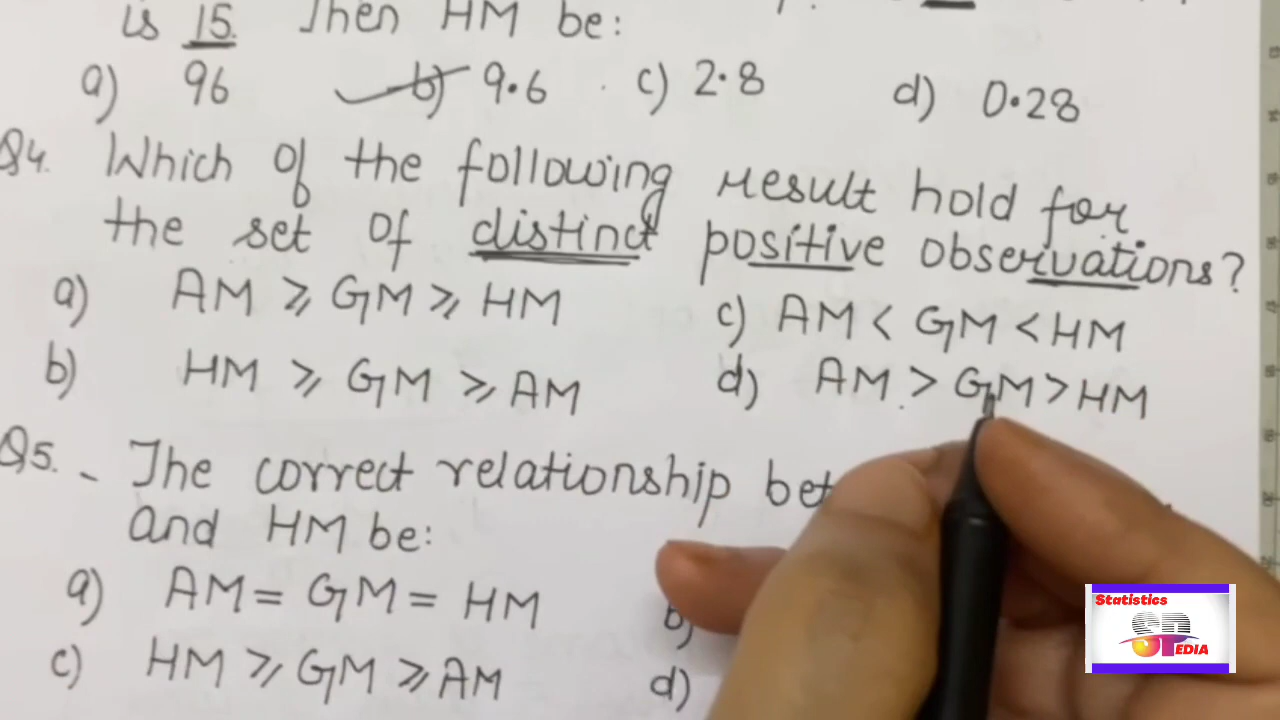 is 15. Then HM be:
a) 96 b) 9.6 c) 2.8 d) 0.28
Q4. Which of the following result hold for
the set of distinct positive observations?
a) AM ⩾ GM ⩾ HM c) AM < GM < HM
b) HM ⩾ GM ⩾ AM d) AM > GM > HM
Q5. The correct relationship
and HM be:
a) AM = GM = HM b)
c) HM ⩾ GM ⩾ AM d)
Statistics
PEDIA